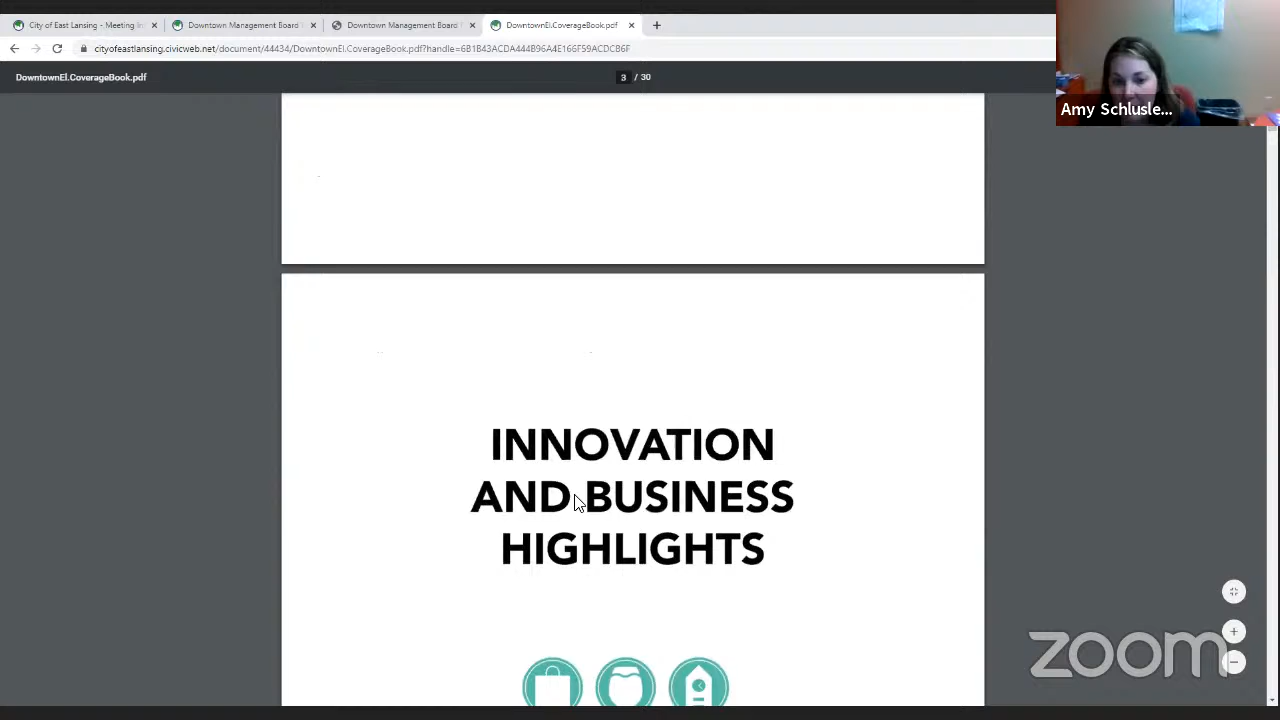 City of East Lansing - Meeting In
Downtown Management Board
Downtown Management Board
DowntownEl.CoverageBook.pdf
cityofeastlansing.civicweb.net/document/44434/DowntownEl.CoverageBook.pdf?handle=6B1B43ACDA444B96A4E166F59ACDCB6F
DowntownEl.CoverageBook.pdf
3 / 30
Amy Schlusle...
INNOVATION
AND BUSINESS
HIGHLIGHTS
zoom